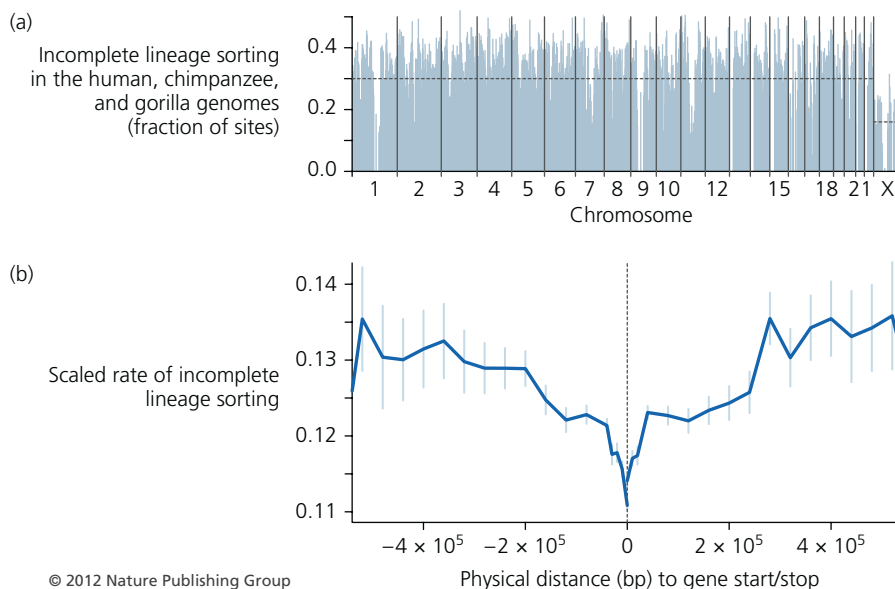 (a)
Incomplete lineage sorting
in the human, chimpanzee,
and gorilla genomes
(fraction of sites)
0.4
0.2
0.0
1 2 3 4 5 6 7 8 9 10 12 15 18 21 X
Chromosome
(b)
Scaled rate of incomplete
lineage sorting
0.14
0.13
0.12
0.11
−4 × 10⁵ −2 × 10⁵ 0 2 × 10⁵ 4 × 10⁵
Physical distance (bp) to gene start/stop
© 2012 Nature Publishing Group